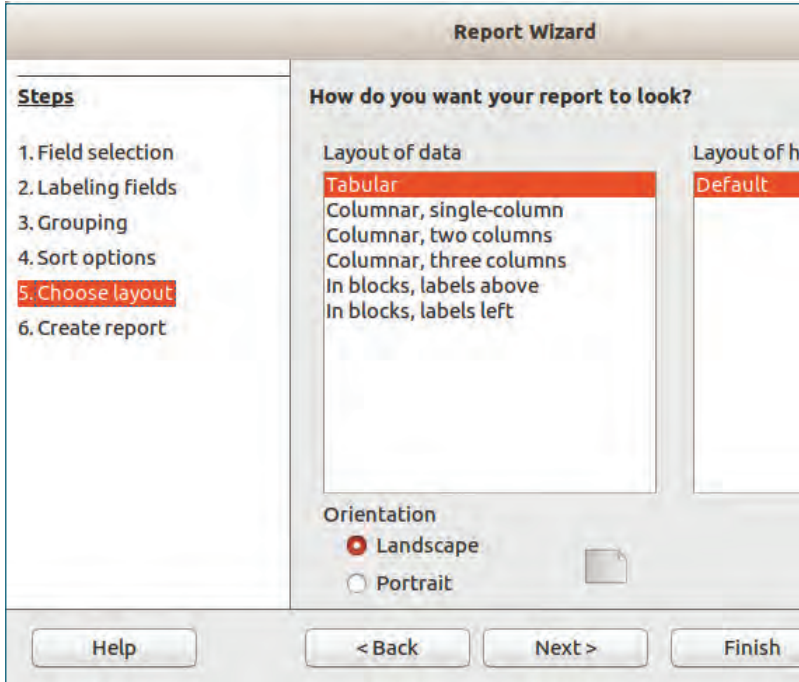 Report Wizard
Steps
1. Field selection
2. Labeling fields
3. Grouping
4. Sort options
5. Choose layout
6. Create report
How do you want your report to look?
Layout of data
Tabular
Columnar, single-column
Columnar, two columns
Columnar, three columns
In blocks, labels above
In blocks, labels left
Layout of h
Default
Orientation
Landscape
Portrait
Help
< Back
Next >
Finish